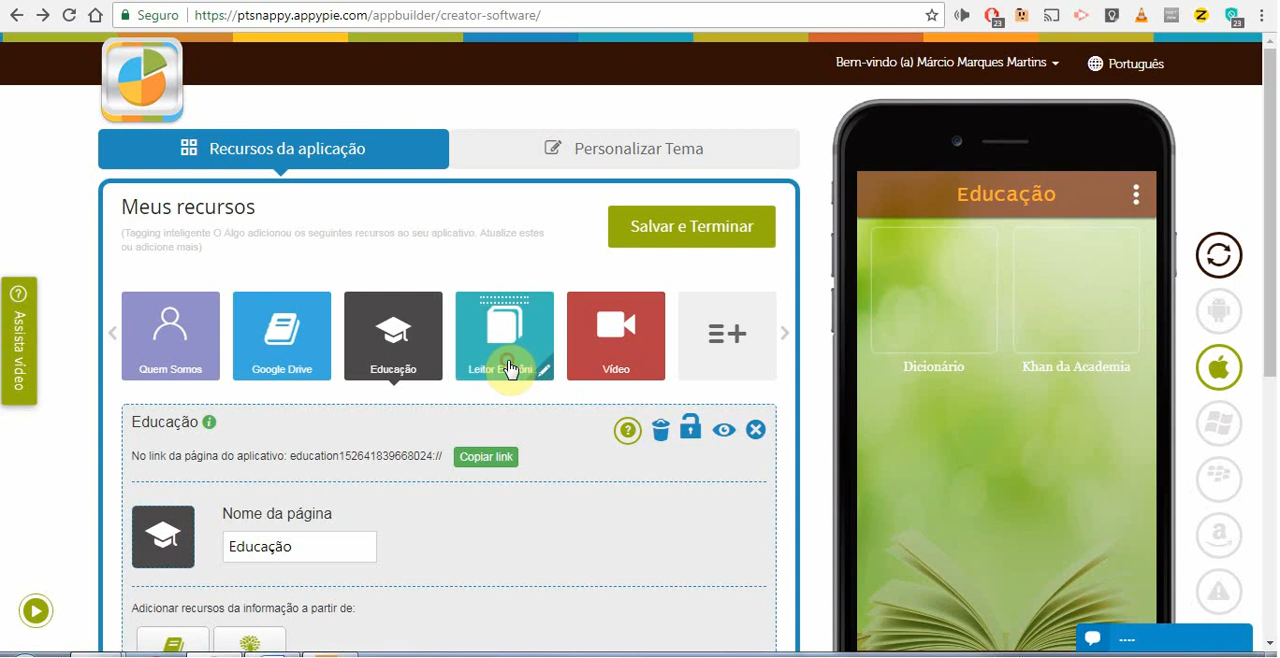 Seguro
https://ptsnappy.appypie.com/appbuilder/creator-software/
23
23
Bem-vindo (a) Márcio Marques Martins
Português
Recursos da aplicação
Personalizar Tema
Meus recursos
(Tagging inteligente O Algo adicionou os seguintes recursos ao seu aplicativo. Atualize estes
ou adicione mais)
Salvar e Terminar
Assista vídeo
Quem Somos
Google Drive
Educação
Leitor
Vídeo
Educação
No link da página do aplicativo: education152641839668024://
Copiar link
Nome da página
Educação
Adicionar recursos da informação a partir de:
Educação
Dicionário
Khan da Academia
----